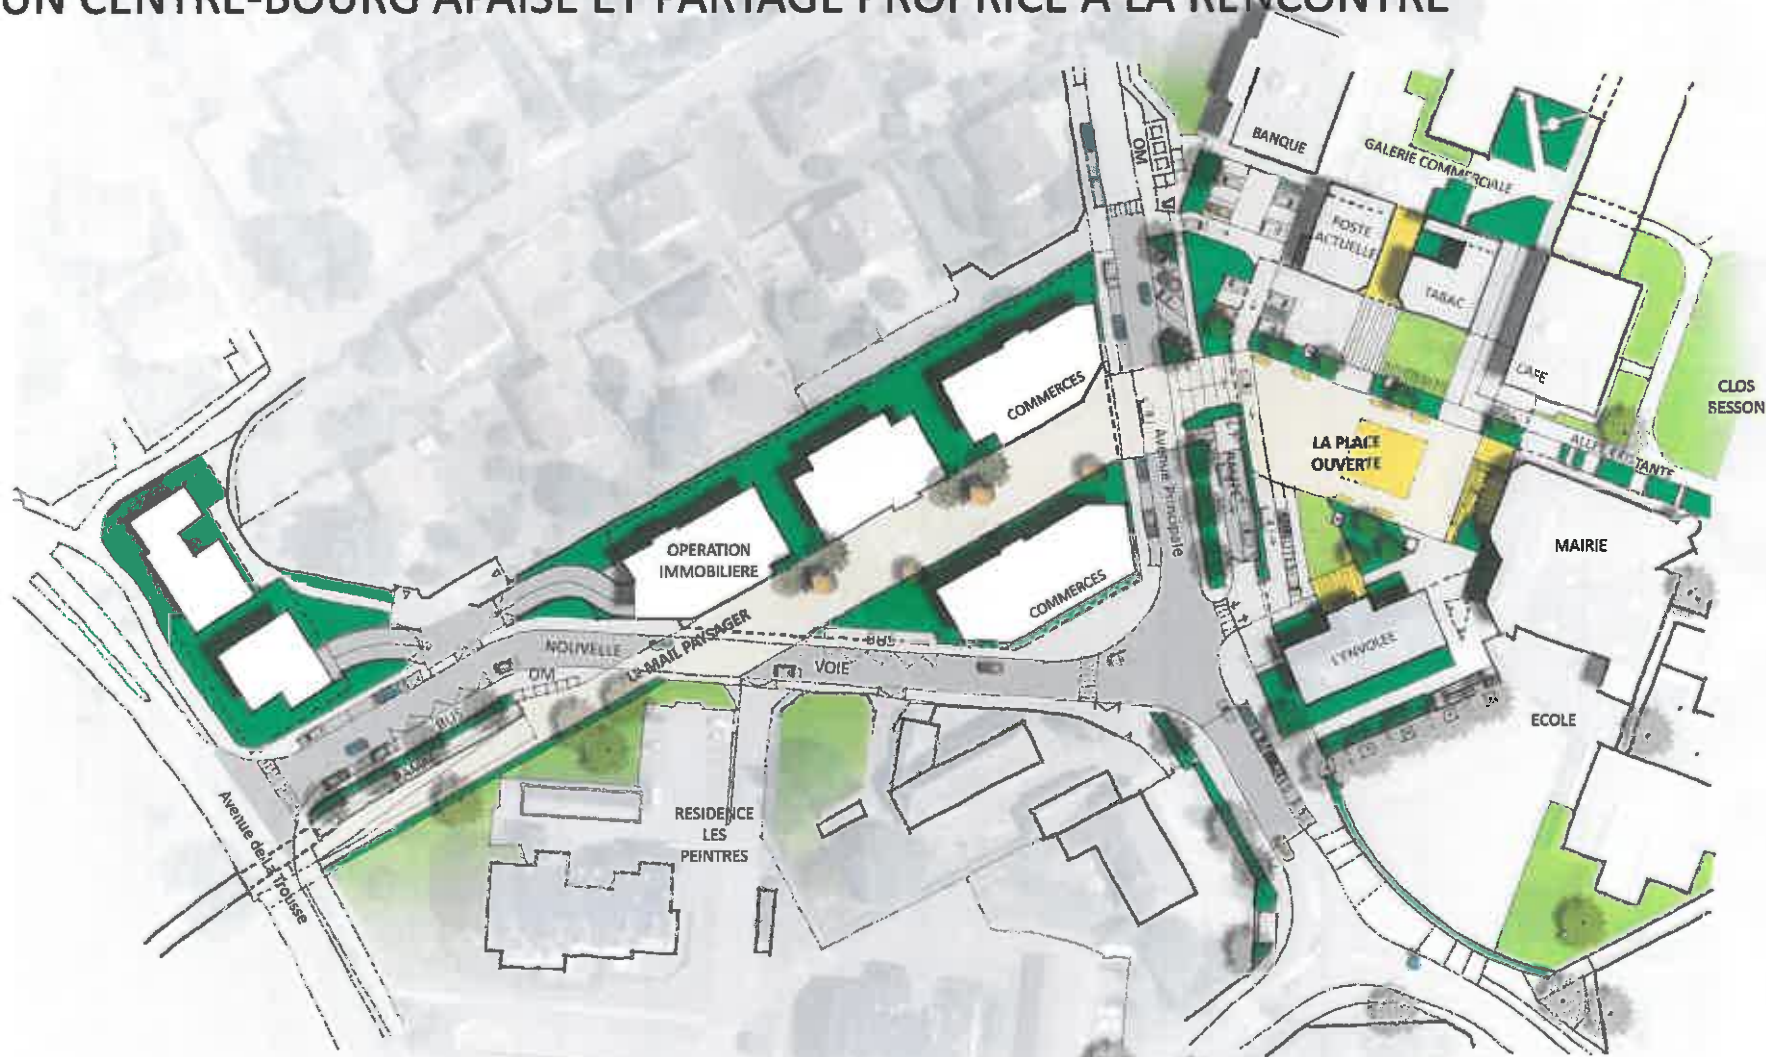 UN CENTRE-BOURG APAISE ET PARTAGE PROPRICE A LA RENCONTRE
BANQUE
OM
GALERIE COMMERCIALE
POSTE
ACTUELLE
TABAC
CAFE
CLOS
BESSON
COMMERCES
LA PLACE
OUVERTE
Avenue Principale
MAIRIE
OPERATION
IMMOBILIERE
COMMERCES
L'ENVOLEE
LE MAIL PAYSAGER
NOUVELLE
VOIE
OM
BUS
ECOLE
RESIDENCE
LES
PEINTRES
Avenue de La Trousse